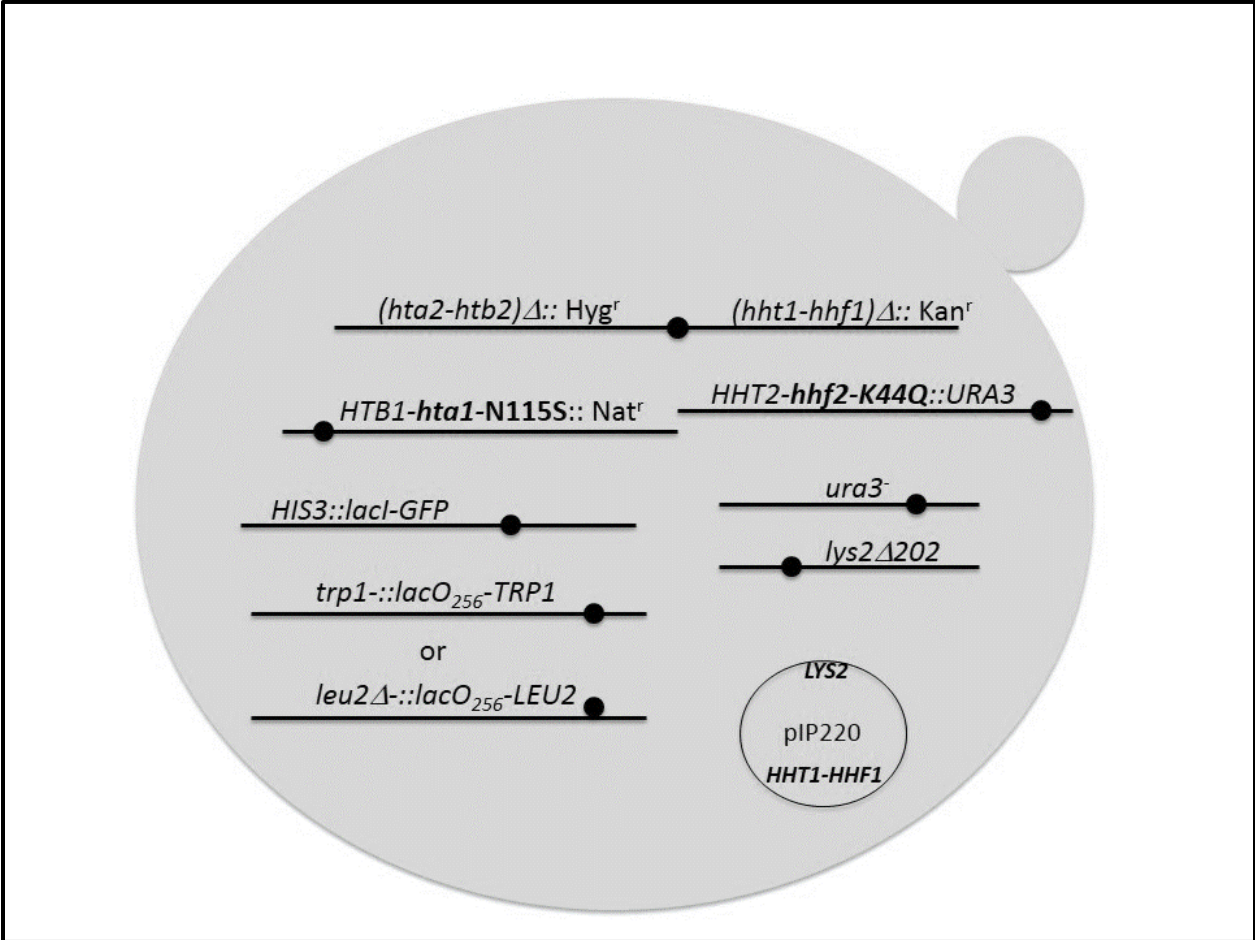 (hta2-htb2)Δ:: Hygʳ
(hht1-hhf1)Δ:: Kanʳ
HTB1-hta1-N115S:: Natʳ
HHT2-hhf2-K44Q::URA3
HIS3::lacI-GFP
ura3⁻
lys2Δ202
trp1-::lacO₂₅₆-TRP1
or
leu2Δ-::lacO₂₅₆-LEU2
LYS2
pIP220
HHT1-HHF1